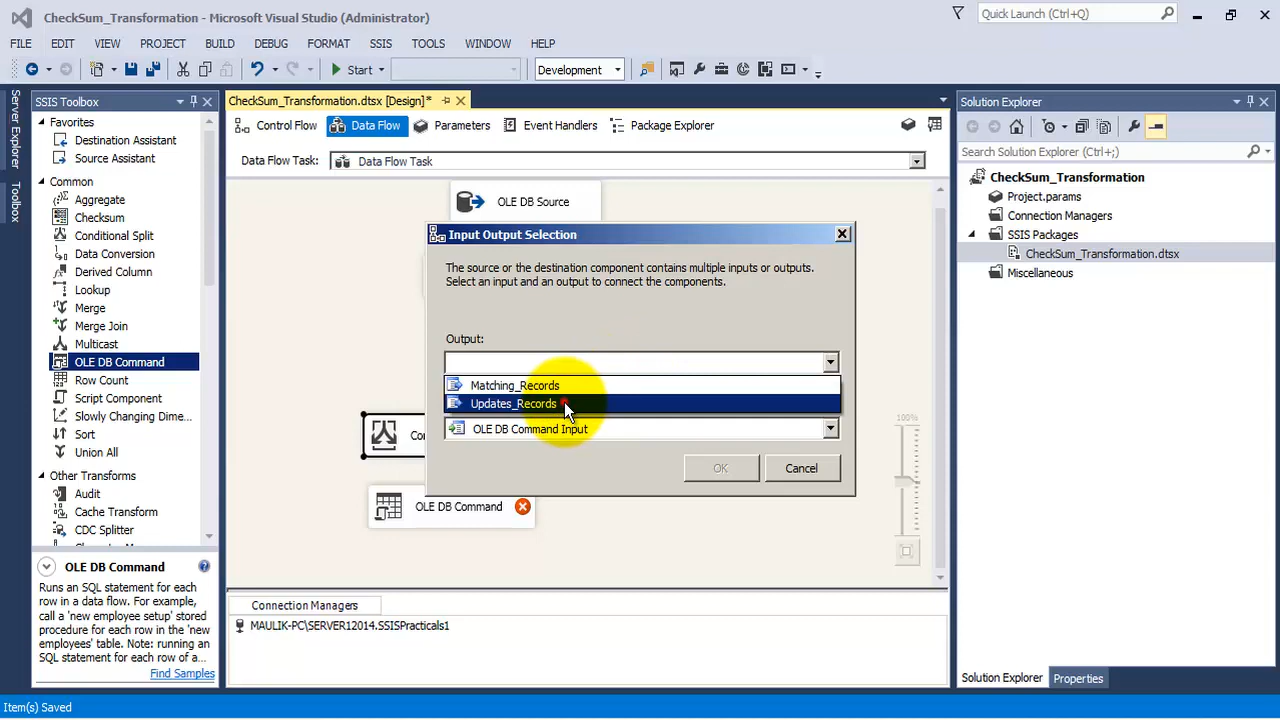 CheckSum_Transformation - Microsoft Visual Studio (Administrator)
Quick Launch (Ctrl+Q)
FILE EDIT VIEW PROJECT BUILD DEBUG FORMAT SSIS TOOLS WINDOW HELP
Start Development
Server Explorer
Toolbox
SSIS Toolbox
Favorites
Destination Assistant
Source Assistant
Common
Aggregate
Checksum
Conditional Split
Data Conversion
Derived Column
Lookup
Merge
Merge Join
Multicast
OLE DB Command
Row Count
Script Component
Slowly Changing Dime...
Sort
Union All
Other Transforms
Audit
Cache Transform
CDC Splitter
OLE DB Command
Runs an SQL statement for each
row in a data flow. For example,
call a 'new employee setup' stored
procedure for each row in the 'new
employees' table. Note: running an
SQL statement for each row of a...
Find Samples
CheckSum_Transformation.dtsx [Design]*
Control Flow Data Flow Parameters Event Handlers Package Explorer
Data Flow Task: Data Flow Task
OLE DB Source
Input Output Selection
The source or the destination component contains multiple inputs or outputs.
Select an input and an output to connect the components.
Output:
Matching_Records
Updates_Records
OLE DB Command Input
OK Cancel
Co
OLE DB Command
100%
Connection Managers
MAULIK-PC\SERVER12014.SSISPracticals1
Solution Explorer
Search Solution Explorer (Ctrl+;)
CheckSum_Transformation
Project.params
Connection Managers
SSIS Packages
CheckSum_Transformation.dtsx
Miscellaneous
Solution Explorer Properties
Item(s) Saved